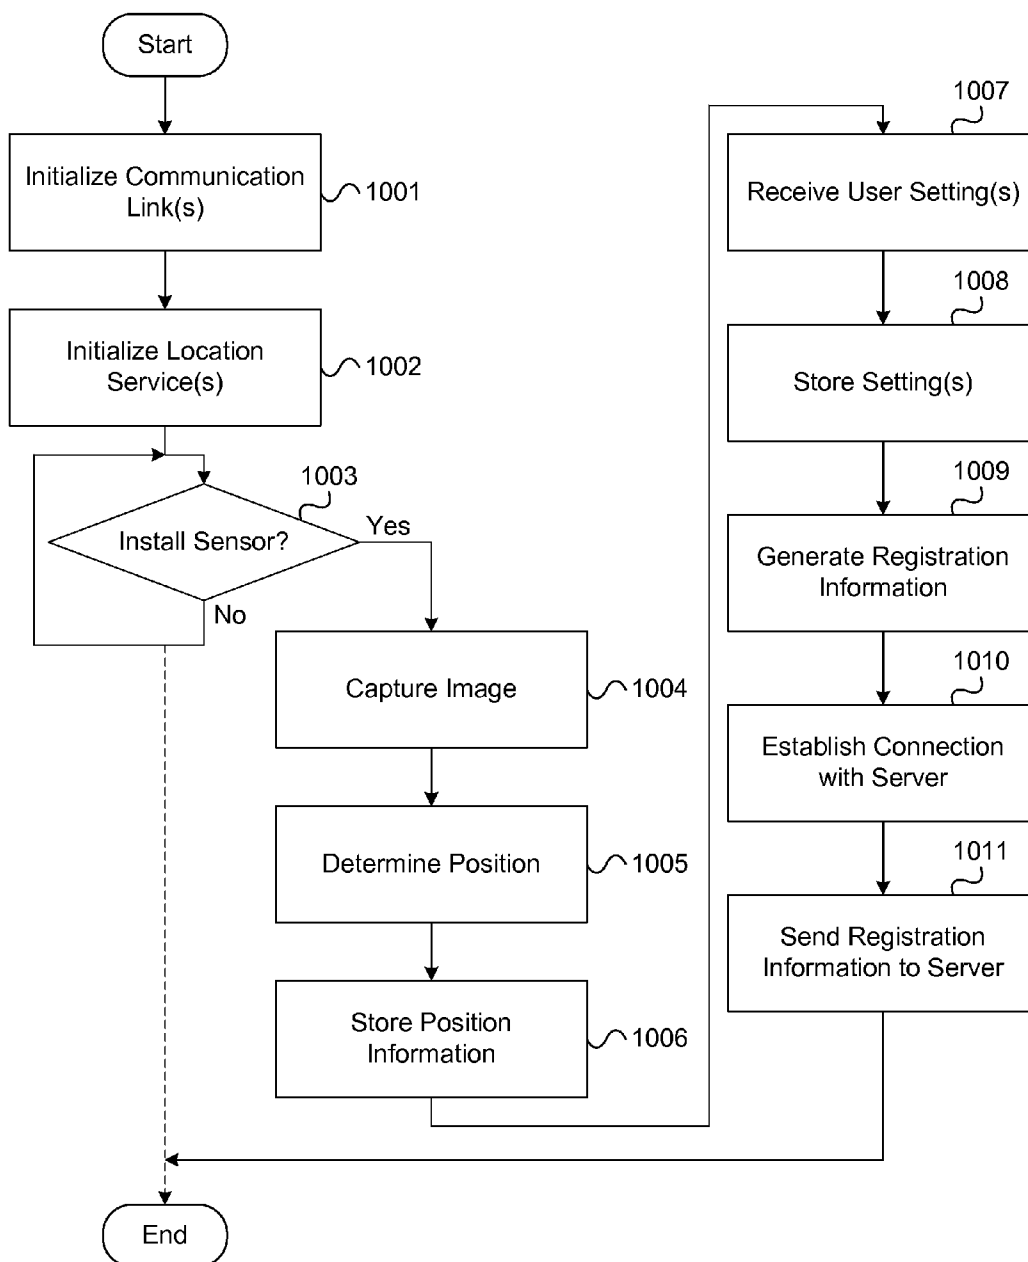 Start
Initialize Communication
Link(s)
1001
Initialize Location
Service(s)
1002
1003
Install Sensor?
Yes
No
Capture Image
1004
Determine Position
1005
Store Position
Information
1006
1007
Receive User Setting(s)
1008
Store Setting(s)
1009
Generate Registration
Information
1010
Establish Connection
with Server
1011
Send Registration
Information to Server
End